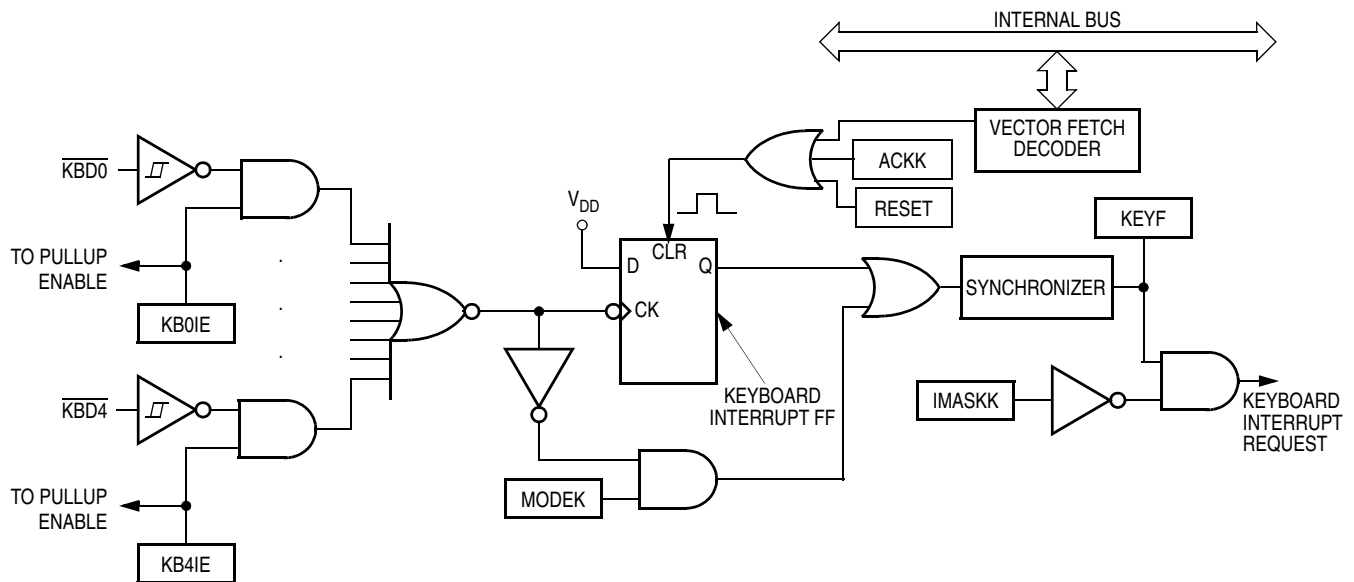 INTERNAL BUS
VECTOR FETCH
DECODER
ACKK
RESET
KBD0
TO PULLUP
ENABLE
KB0IE
VDD
CLR
D
Q
CK
KEYF
SYNCHRONIZER
KEYBOARD
INTERRUPT FF
IMASKK
KEYBOARD
INTERRUPT
REQUEST
KBD4
MODEK
TO PULLUP
ENABLE
KB4IE